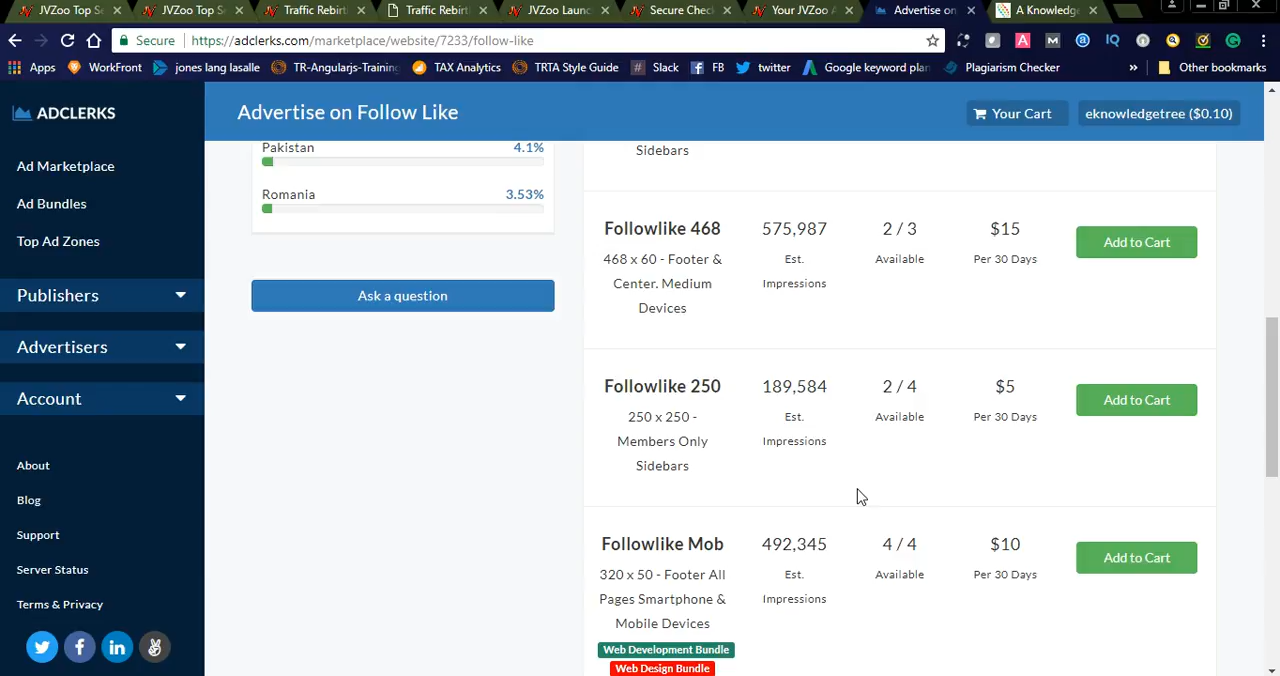 JVZoo Top Se
JVZoo Top S
Traffic Rebirt
Traffic Rebirt
JVZoo Laun
Secure Chec
Your JVZoo A
Advertise on
A Knowledge
Secure
https://adclerks.com/marketplace/website/7233/follow-like
Apps
WorkFront
jones lang lasalle
TR-Angularjs-Training
TAX Analytics
TRTA Style Guide
Slack
FB
twitter
Google keyword plan
Plagiarism Checker
»
Other bookmarks
ADCLERKS
Advertise on Follow Like
Your Cart
eknowledgetree ($0.10)
Ad Marketplace
Ad Bundles
Top Ad Zones
Publishers
Advertisers
Account
About
Blog
Support
Server Status
Terms & Privacy
Pakistan 4.1%
Romania 3.53%
Ask a question
Sidebars
Followlike 468 575,987 2 / 3 $15 Add to Cart
468 x 60 - Footer & Est. Available Per 30 Days
Center. Medium Impressions
Devices
Followlike 250 189,584 2 / 4 $5 Add to Cart
250 x 250 - Est. Available Per 30 Days
Members Only Impressions
Sidebars
Followlike Mob 492,345 4 / 4 $10 Add to Cart
320 x 50 - Footer All Est. Available Per 30 Days
Pages Smartphone & Impressions
Mobile Devices
Web Development Bundle
Web Design Bundle